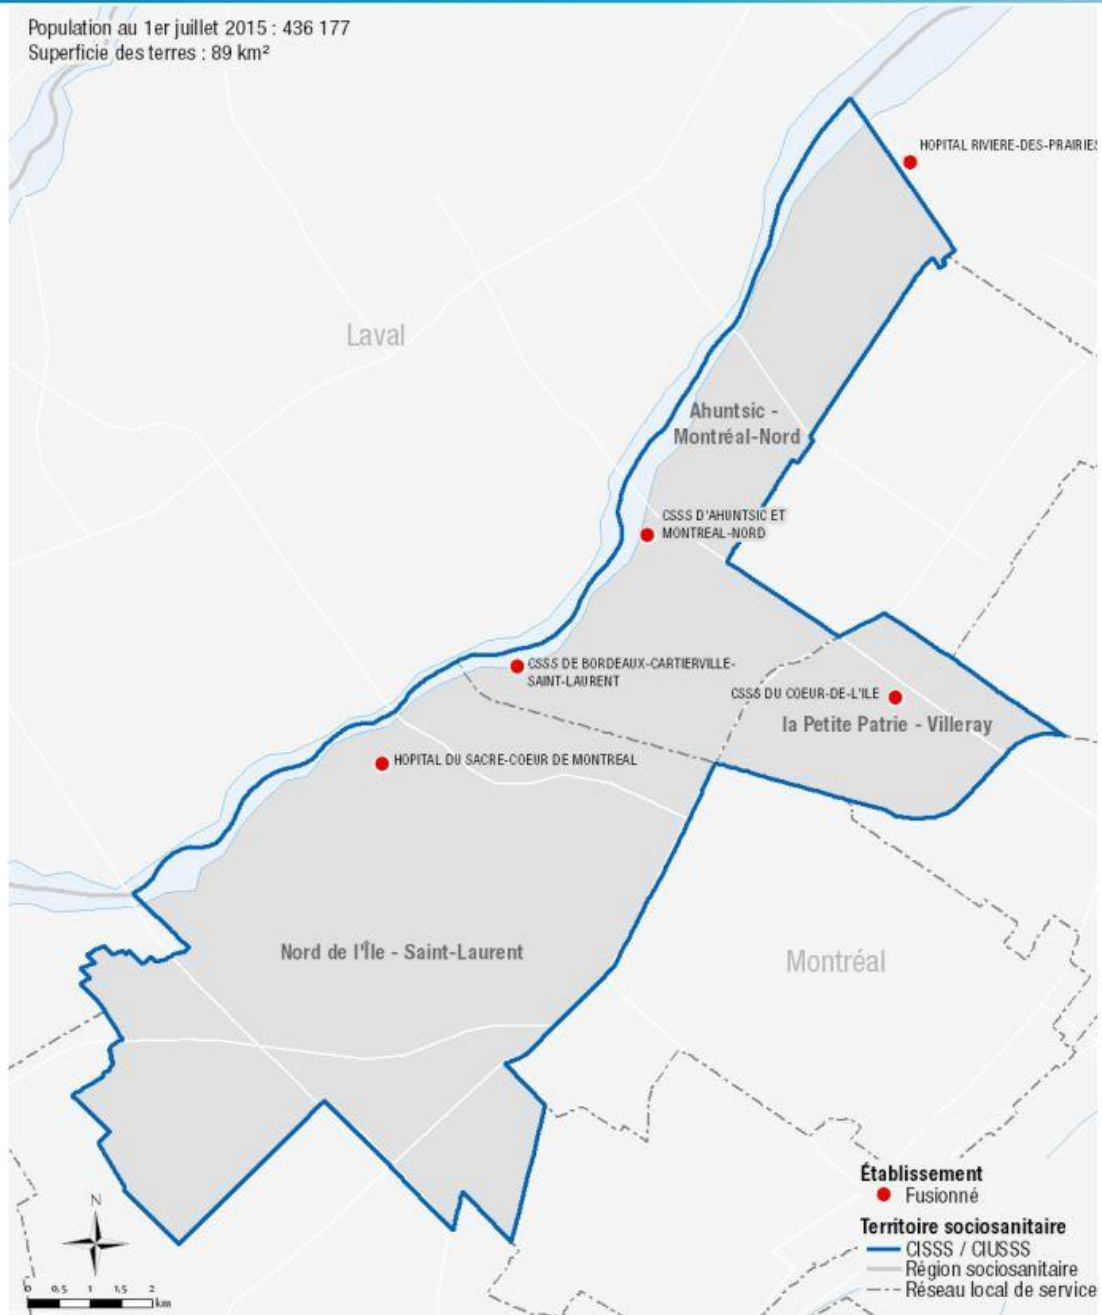 Population au 1er juillet 2015 : 436 177
Superficie des terres : 89 km²
HOPITAL RIVIERE-DES-PRAIRIES
Laval
Ahuntsic -
Montréal-Nord
CSSS D'AHUNTSIC ET
MONTREAL-NORD
CSSS DE BORDEAUX-CARTIERVILLE-
SAINT-LAURENT
CSSS DU COEUR-DE-L'ILE
la Petite Patrie - Villeray
HOPITAL DU SACRE-COEUR DE MONTREAL
Nord de l'Île - Saint-Laurent
Montréal
Établissement
Fusionné
Territoire sociosanitaire
CISSS / CIUSSS
Région sociosanitaire
Réseau local de service
N
0 0,5 1 1,5 2
km